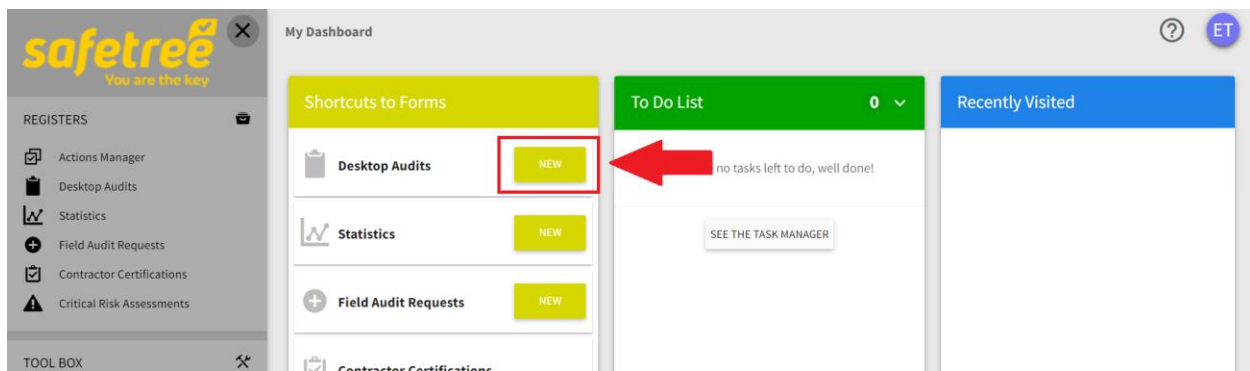 safetree
You are the key
REGISTERS
Actions Manager
Desktop Audits
Statistics
Field Audit Requests
Contractor Certifications
Critical Risk Assessments
TOOL BOX
My Dashboard
ET
Shortcuts to Forms
Desktop Audits NEW
Statistics NEW
Field Audit Requests NEW
Contractor Certifications
To Do List 0
no tasks left to do, well done!
SEE THE TASK MANAGER
Recently Visited